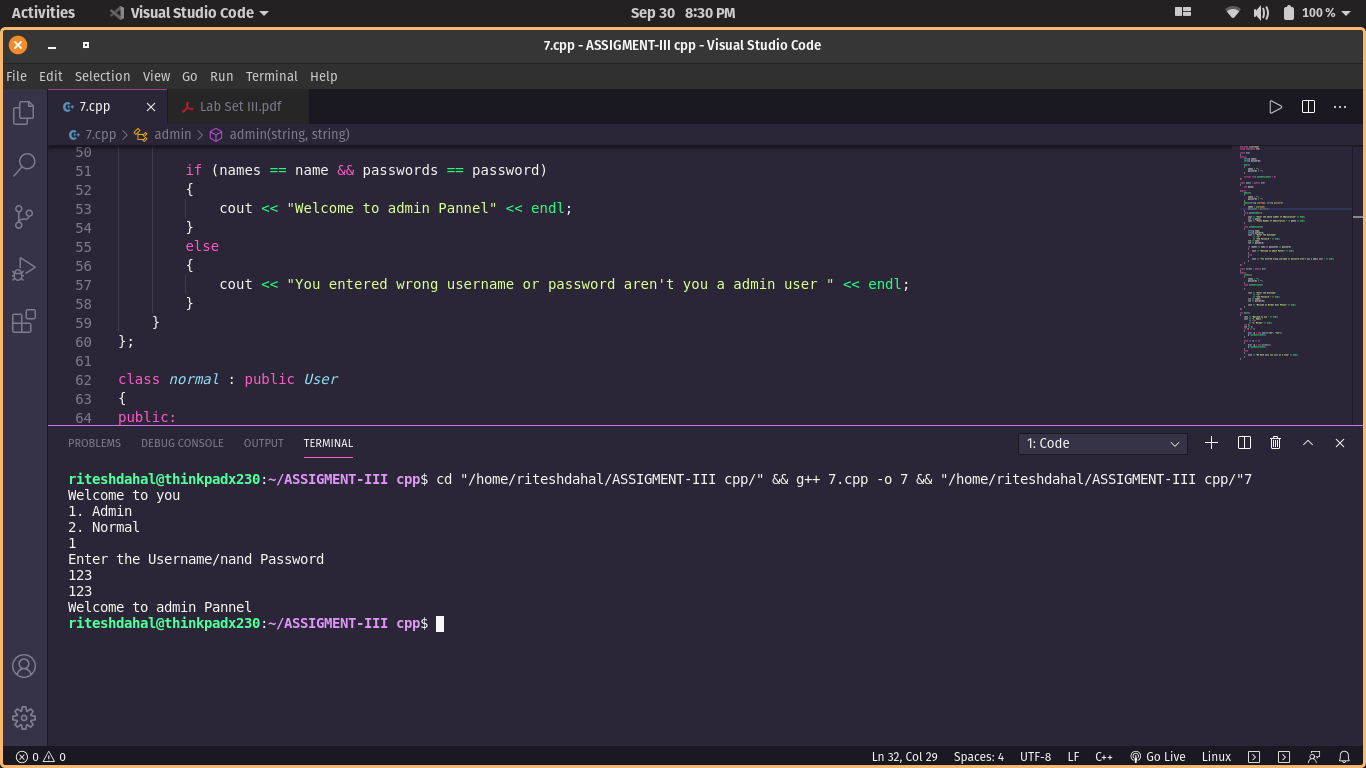 Activities Visual Studio Code Sep 30 8:30 PM 100 %
7.cpp - ASSIGMENT-III cpp - Visual Studio Code
File Edit Selection View Go Run Terminal Help
7.cpp Lab Set III.pdf
7.cpp > admin > admin(string, string)
50
51 if (names == name && passwords == password)
52 {
53 cout << "Welcome to admin Pannel" << endl;
54 }
55 else
56 {
57 cout << "You entered wrong username or password aren't you a admin user " << endl;
58 }
59 }
60 };
61
62 class normal : public User
63 {
64 public:
PROBLEMS DEBUG CONSOLE OUTPUT TERMINAL 1: Code
riteshdahal@thinkpadx230:~/ASSIGMENT-III cpp$ cd "/home/riteshdahal/ASSIGMENT-III cpp/" && g++ 7.cpp -o 7 && "/home/riteshdahal/ASSIGMENT-III cpp/"7
Welcome to you
1. Admin
2. Normal
1
Enter the Username/nand Password
123
123
Welcome to admin Pannel
riteshdahal@thinkpadx230:~/ASSIGMENT-III cpp$
0 0 Ln 32, Col 29 Spaces: 4 UTF-8 LF C++ Go Live Linux